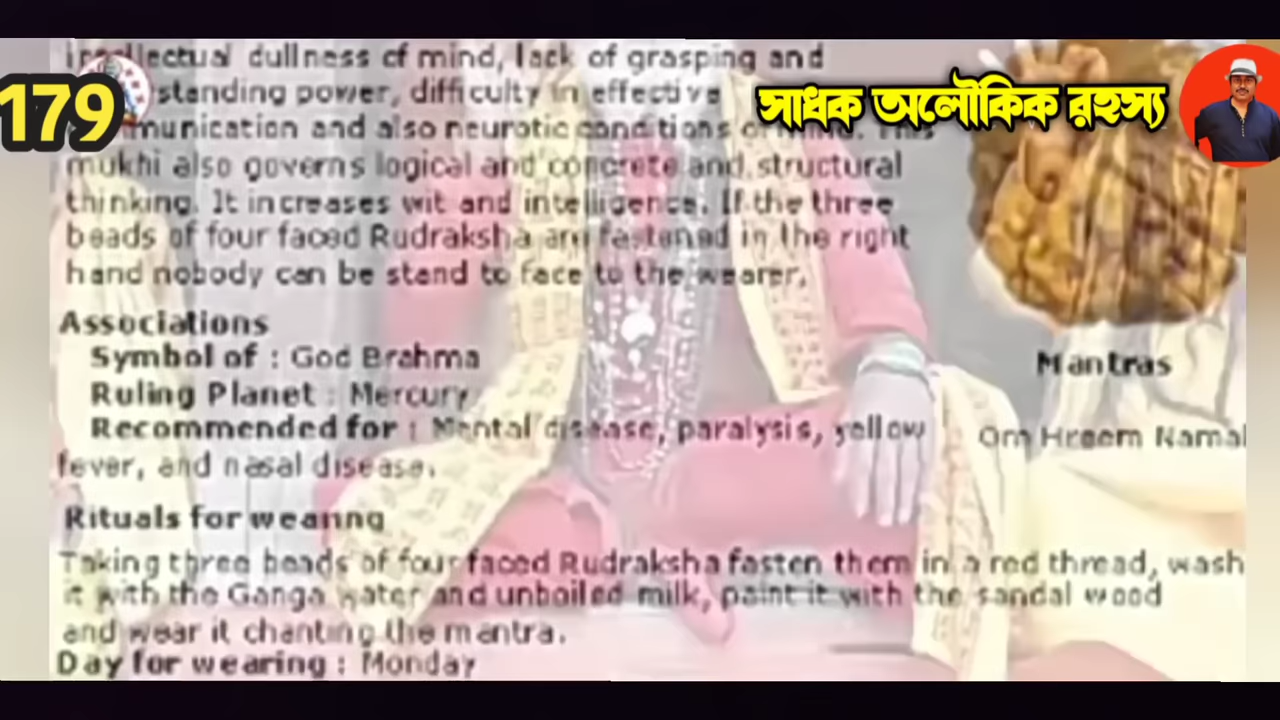 intellectual dullness of mind, lack of grasping and
standing power, difficulty in effective
munication and also neurotic conditions of mind. This
mukhi also governs logical and concrete and structural
thinking. It increases wit and intelligence. If the three
beads of four faced Rudraksha are fastened in the right
hand nobody can be stand to face to the wearer,
179
সাধক অলৌকিক রহস্য
Associations
Symbol of : God Brahma
Ruling Planet : Mercury
Recommended for : Mental disease, paralysis, yellow
fever, and nasal disease.
Mantras
Om Hreem Namah
Rituals for wearing
Taking three beads of four faced Rudraksha fasten them in a red thread, wash
it with the Ganga water and unboiled milk, paint it with the sandal wood
and wear it chanting the mantra.
Day for wearing : Monday